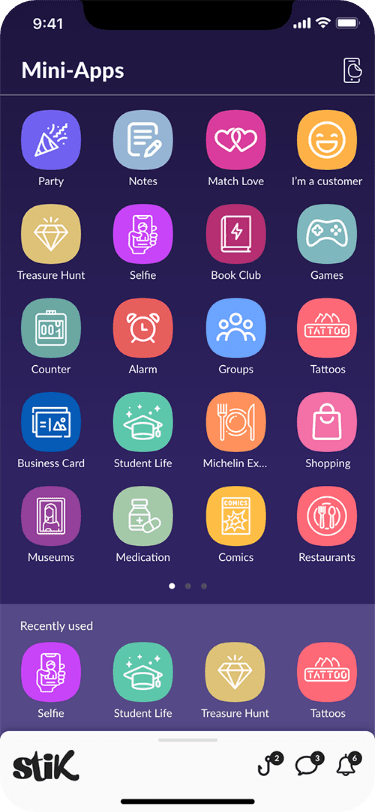 9:41
Mini-Apps
Party Notes Match Love I'm a customer
Treasure Hunt Selfie Book Club Games
00
TATTOO
Counter Alarm Groups Tattoos
Business Card Student Life Michelin Ex... Shopping
COMICS
Museums Medication Comics Restaurants
Recently used
TATTOO
Selfie Student Life Treasure Hunt Tattoos
stiK 2 3 6